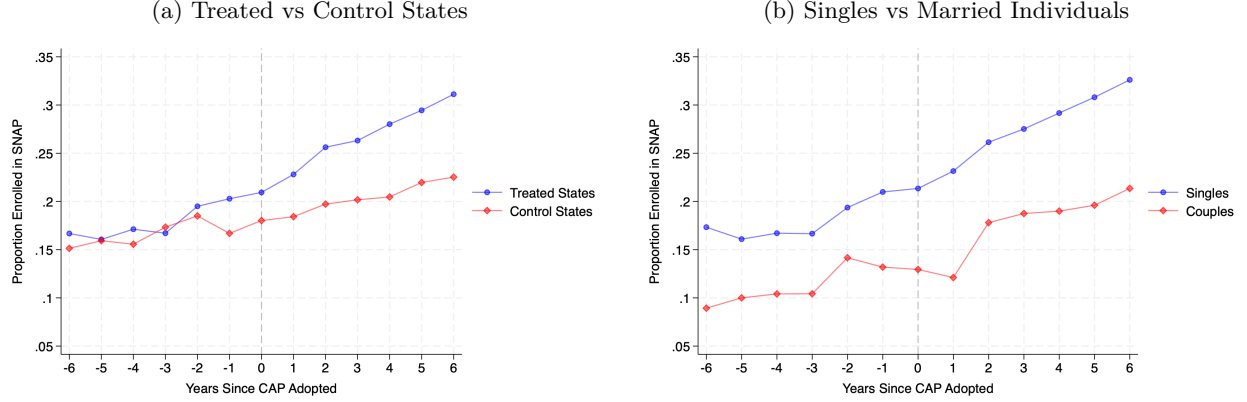 (a) Treated vs Control States
.35
.3
.25
.2
.15
.1
.05
Proportion Enrolled in SNAP
-6 -5 -4 -3 -2 -1 0 1 2 3 4 5 6
Years Since CAP Adopted
Treated States
Control States
(b) Singles vs Married Individuals
.35
.3
.25
.2
.15
.1
.05
Proportion Enrolled in SNAP
-6 -5 -4 -3 -2 -1 0 1 2 3 4 5 6
Years Since CAP Adopted
Singles
Couples